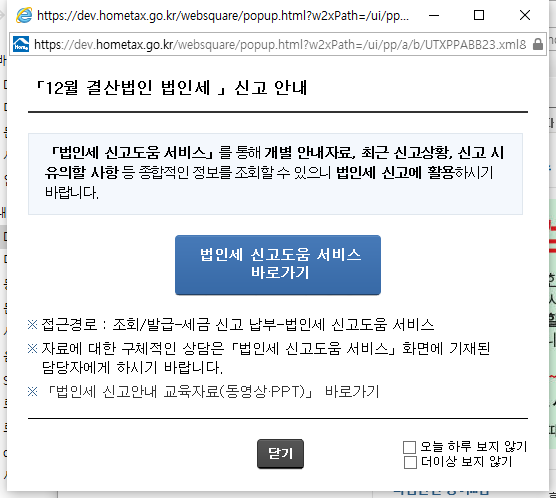 https://dev.hometax.go.kr/websquare/popup.html?w2xPath=/ui/pp...
https://dev.hometax.go.kr/websquare/popup.html?w2xPath=/ui/pp/a/b/UTXPPABB23.xml&
「12월 결산법인 법인세 」 신고 안내
「법인세 신고도움 서비스」를 통해 개별 안내자료, 최근 신고상황, 신고 시
유의할 사항 등 종합적인 정보를 조회할 수 있으니 법인세 신고에 활용하시기
바랍니다.
법인세 신고도움 서비스
바로가기
※ 접근경로 : 조회/발급-세금 신고 납부-법인세 신고도움 서비스
※ 자료에 대한 구체적인 상담은「법인세 신고도움 서비스」화면에 기재된
담당자에게 하시기 바랍니다.
※ 「법인세 신고안내 교육자료(동영상·PPT)」 바로가기
닫기
오늘 하루 보지 않기
더이상 보지 않기